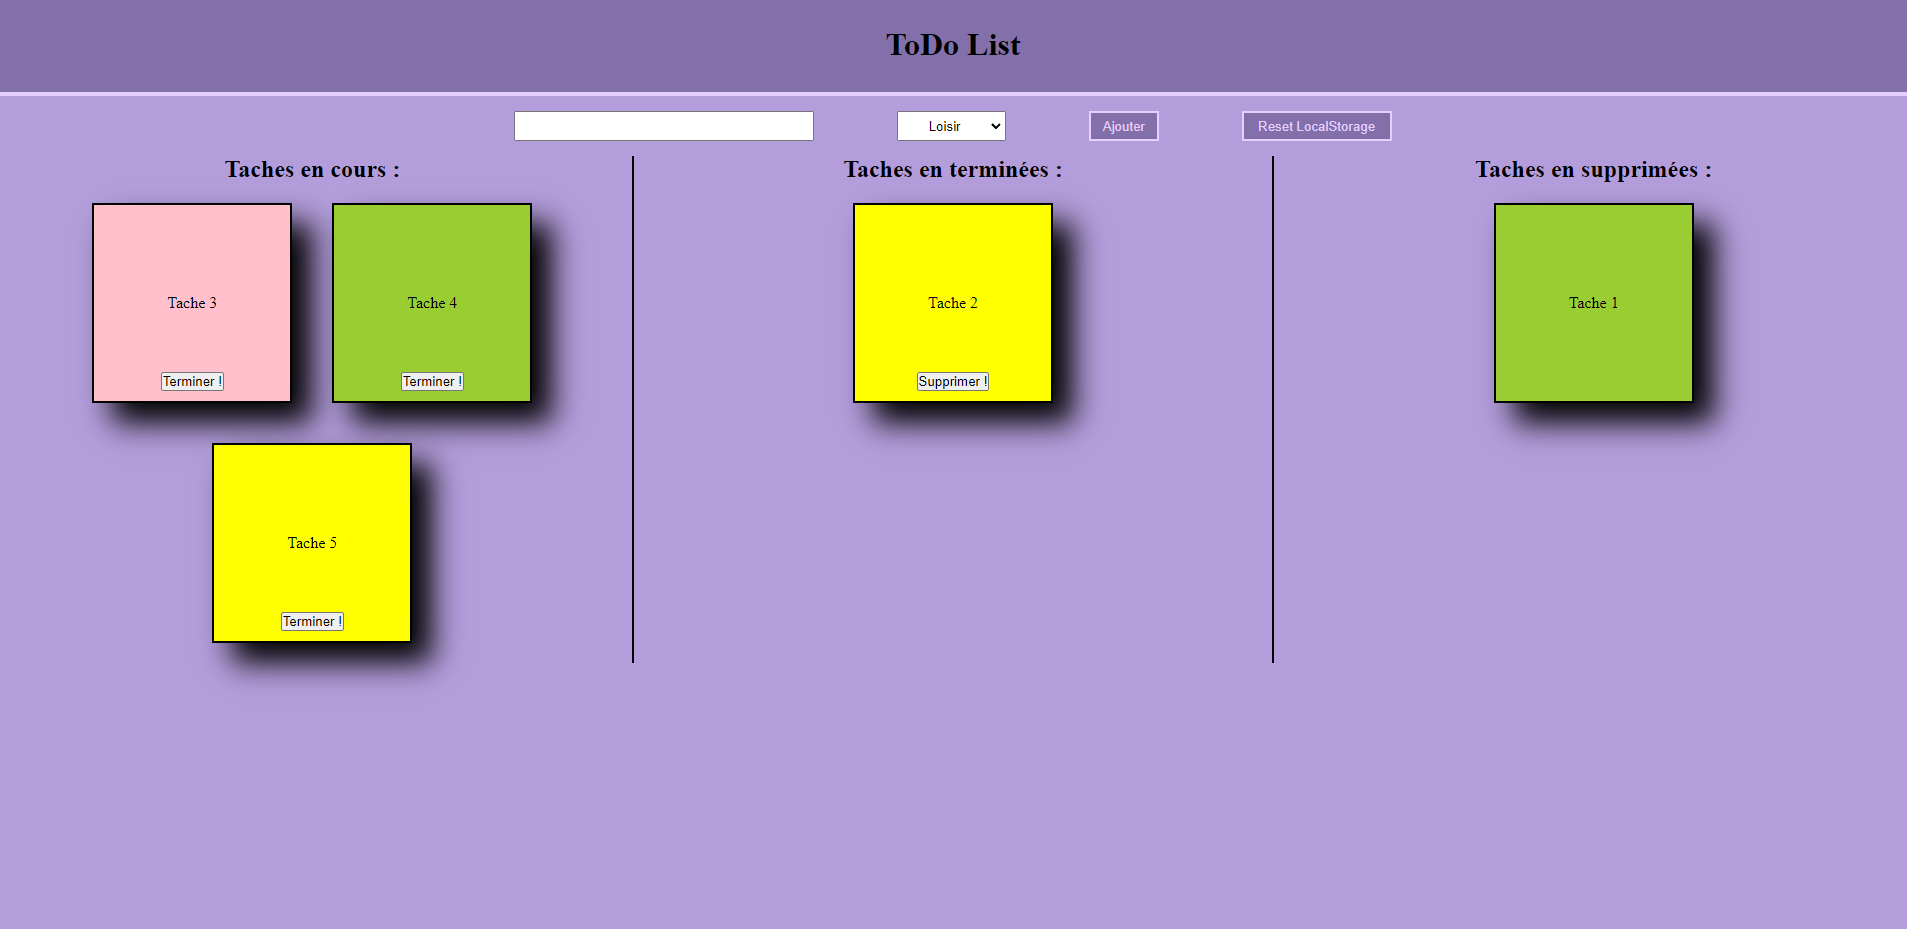 ToDo List
Loisir
Ajouter
Reset LocalStorage
Taches en cours :
Tache 3
Terminer !
Tache 4
Terminer !
Tache 5
Terminer !
Taches en terminées :
Tache 2
Supprimer !
Taches en supprimées :
Tache 1